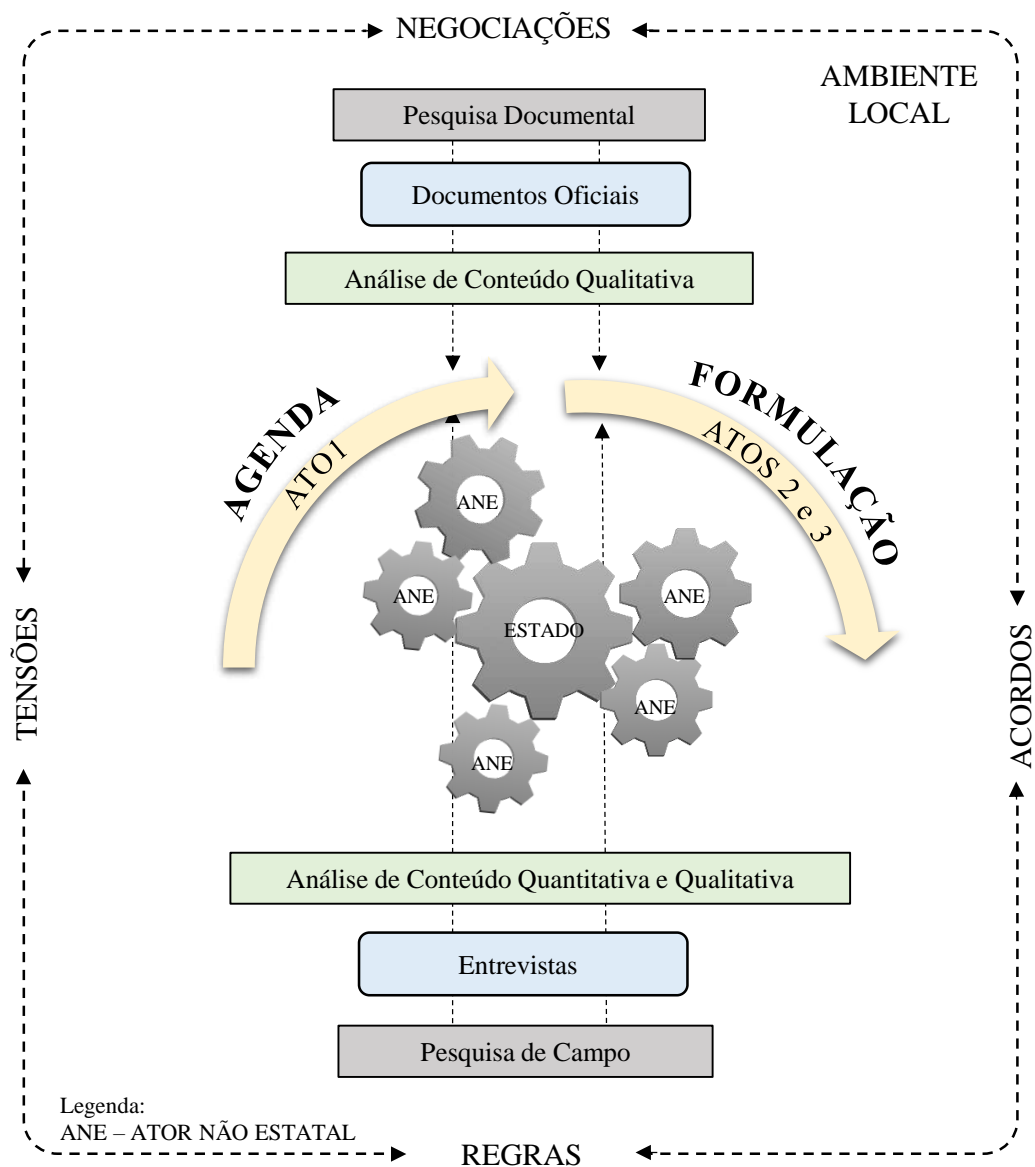 NEGOCIAÇÕES
AMBIENTE
LOCAL
Pesquisa Documental
Documentos Oficiais
Análise de Conteúdo Qualitativa
AGENDA
ATO1
FORMULAÇÃO
ATOS 2 e 3
ANE
ANE
ESTADO
ANE
ANE
ANE
TENSÕES
ACORDOS
Análise de Conteúdo Quantitativa e Qualitativa
Entrevistas
Pesquisa de Campo
Legenda:
ANE – ATOR NÃO ESTATAL
REGRAS